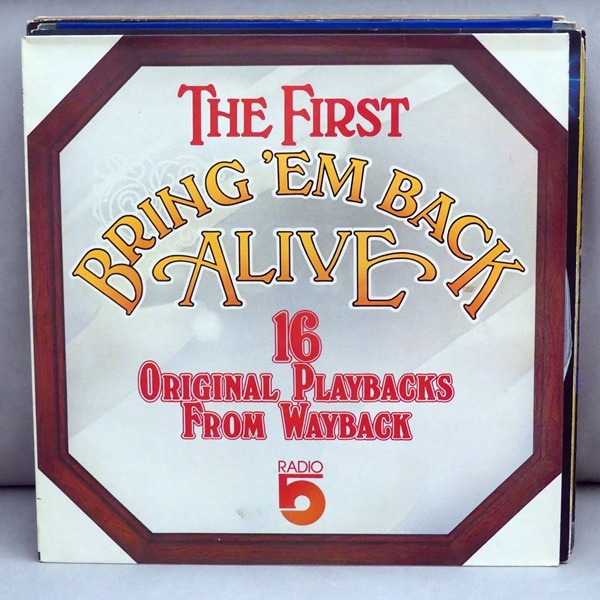 THE FIRST
BRING 'EM BACK
ALIVE
16
ORIGINAL PLAYBACKS
FROM WAYBACK
RADIO
5